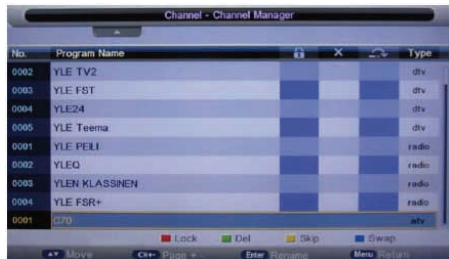 Channel - Channel Manager
No. Program Name Type
0002 YLE TV2 dtv
0003 YLE FST dtv
0004 YLE24 dtv
0005 YLE Teema dtv
0001 YLE PEILI radio
0002 YLEQ radio
0003 YLEN KLASSINEN radio
0004 YLE FSR+ radio
0001 C70 atv
Lock Del Skip Swap
Move CH+- Page + - Enter Rename Menu Return